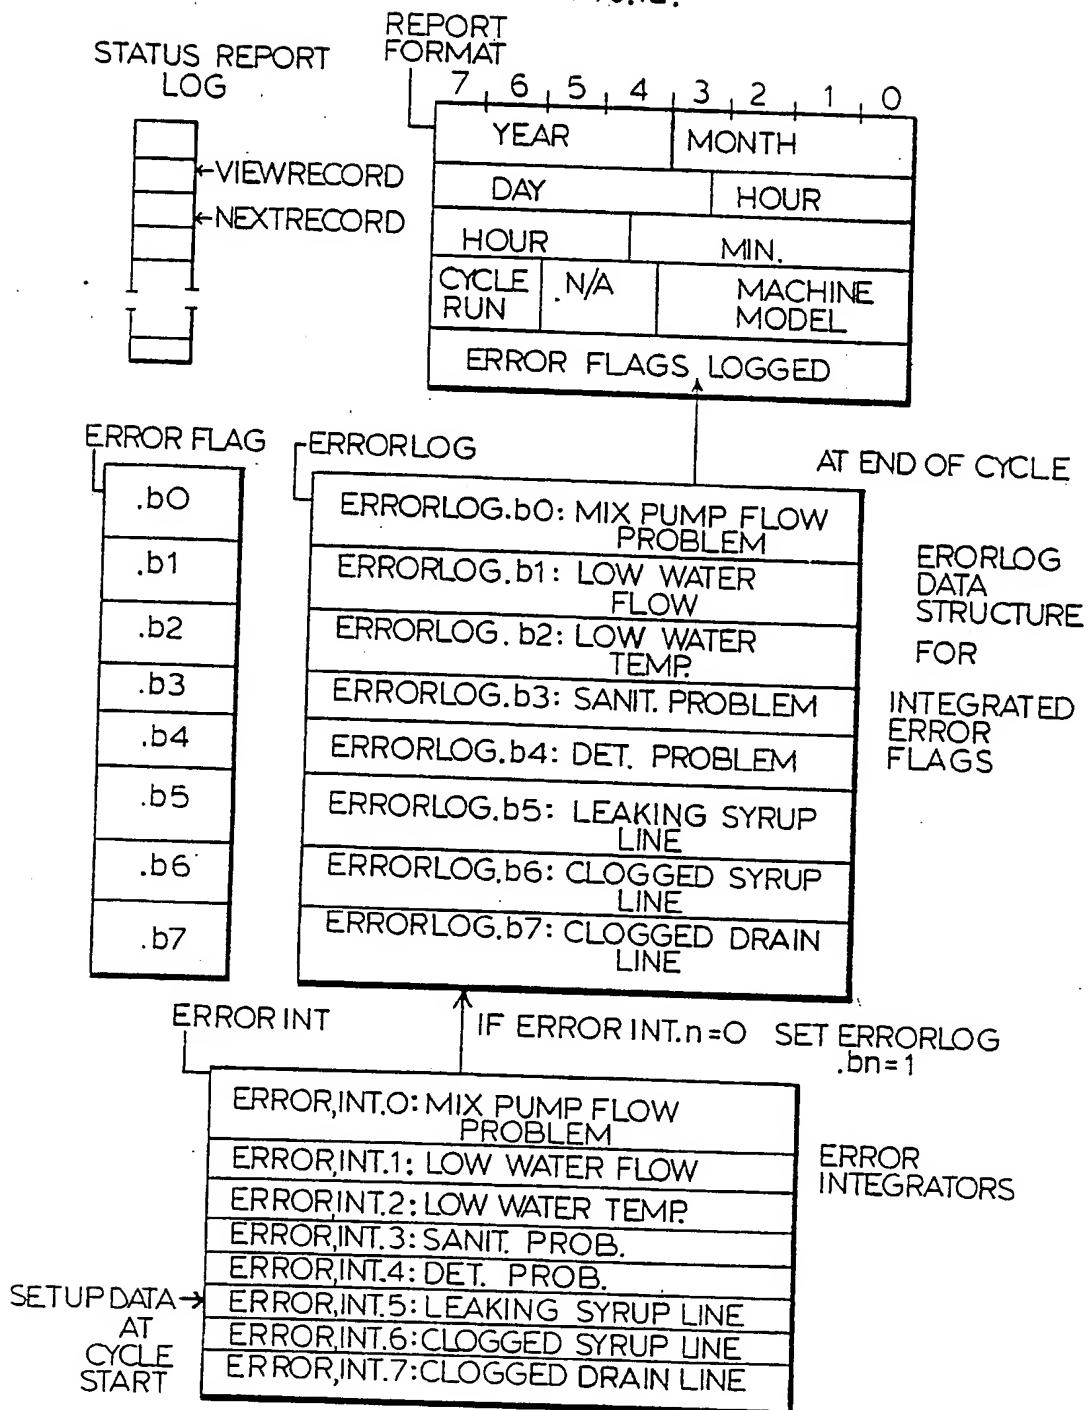 REPORT
FORMAT
STATUS REPORT
LOG
7 6 5 4 3 2 1 0
YEAR MONTH
←VIEWRECORD
DAY HOUR
←NEXTRECORD
HOUR MIN.
CYCLE
RUN
.N/A
MACHINE
MODEL
ERROR FLAGS LOGGED
ERROR FLAG
ERRORLOG
AT END OF CYCLE
.b0
.b1
.b2
.b3
.b4
.b5
.b6
.b7
ERRORLOG.b0: MIX PUMP FLOW
PROBLEM
ERRORLOG.b1: LOW WATER
FLOW
ERRORLOG.b2: LOW WATER
TEMP.
ERRORLOG.b3: SANIT. PROBLEM
ERRORLOG.b4: DET. PROBLEM
ERRORLOG.b5: LEAKING SYRUP
LINE
ERRORLOG.b6: CLOGGED SYRUP
LINE
ERRORLOG.b7: CLOGGED DRAIN
LINE
ERORLOG
DATA
STRUCTURE
FOR
INTEGRATED
ERROR
FLAGS
ERROR INT
IF ERROR INT.n=0 SET ERRORLOG
.bn=1
ERROR,INT.0: MIX PUMP FLOW
PROBLEM
ERROR,INT.1: LOW WATER FLOW
ERROR,INT.2: LOW WATER TEMP.
ERROR,INT.3: SANIT. PROB.
ERROR,INT.4: DET. PROB.
ERROR,INT.5: LEAKING SYRUP LINE
ERROR,INT.6: CLOGGED SYRUP LINE
ERROR,INT.7: CLOGGED DRAIN LINE
ERROR
INTEGRATORS
SETUP DATA→
AT
CYCLE
START